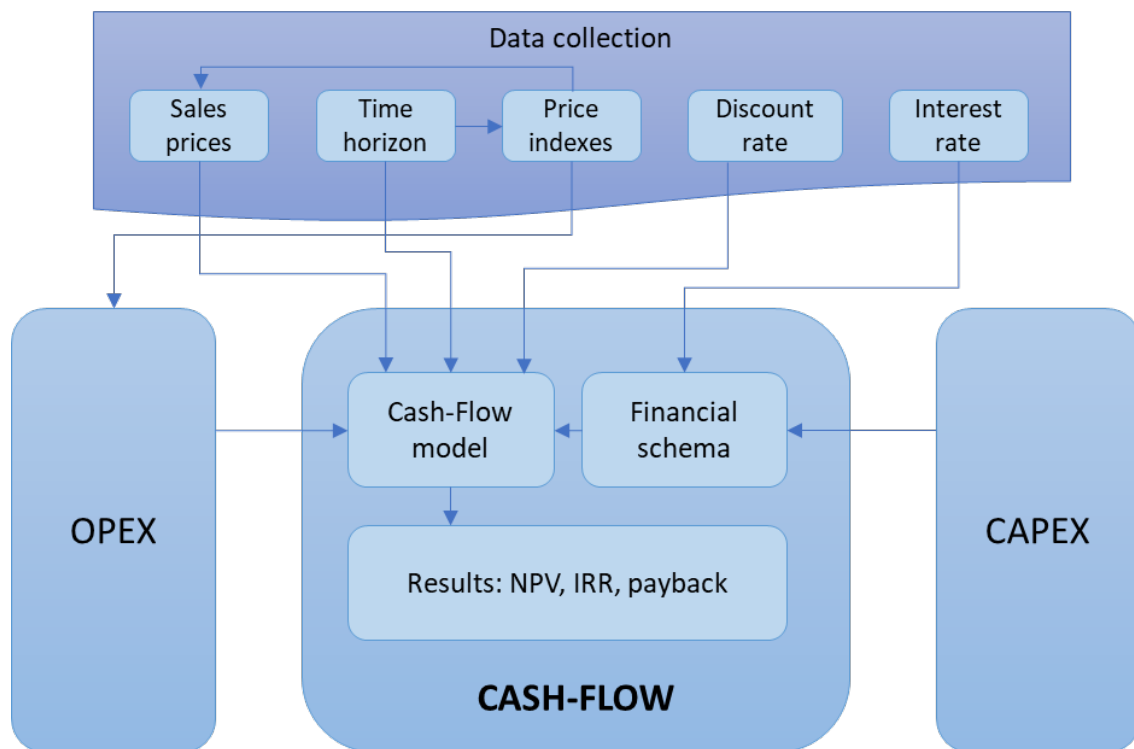 Data collection
Sales
prices
Time
horizon
Price
indexes
Discount
rate
Interest
rate
Cash-Flow
model
Financial
schema
OPEX
CAPEX
Results: NPV, IRR, payback
CASH-FLOW